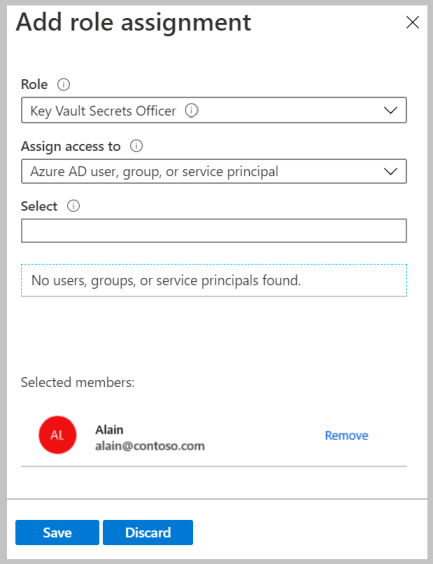 Add role assignment
Role
Key Vault Secrets Officer
Assign access to
Azure AD user, group, or service principal
Select
No users, groups, or service principals found.
Selected members:
AL
Alain
alain@contoso.com
Remove
Save
Discard